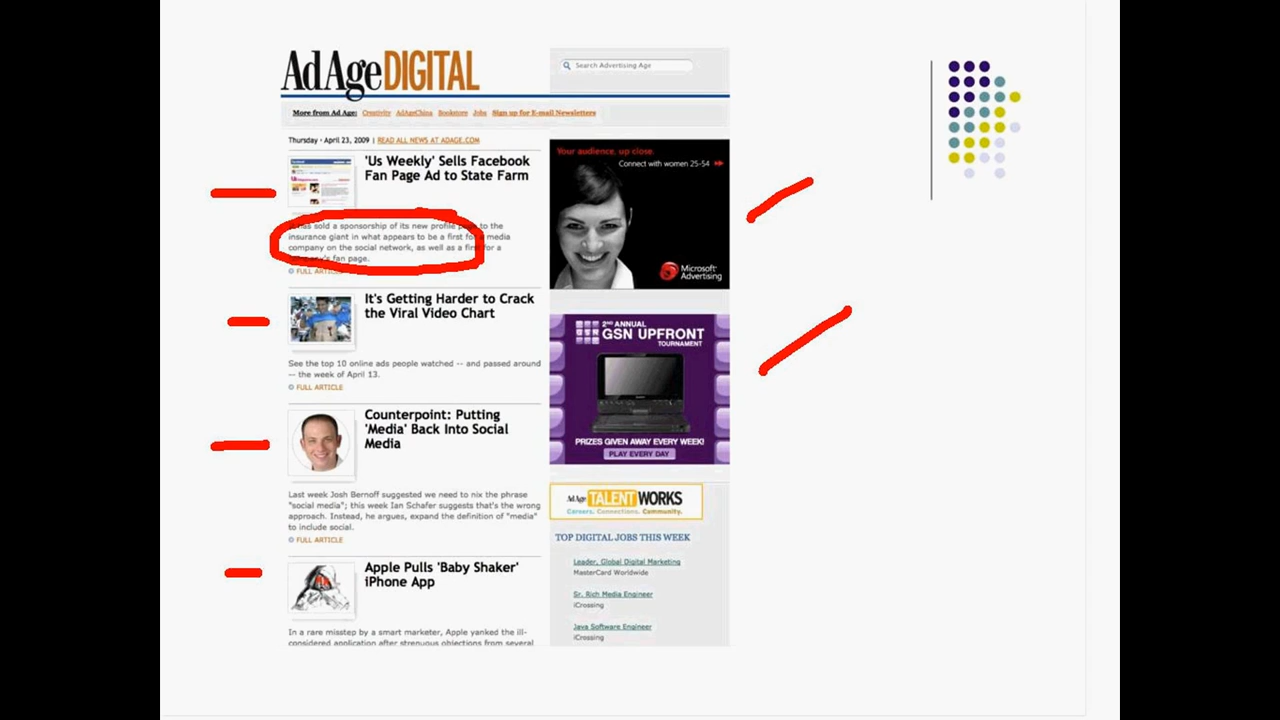 AdAge DIGITAL
Search Advertising Age
More from Ad Age: Creativity AdAgeChina Bookstore Jobs Sign up for E-mail Newsletters
Thursday · April 23, 2009 | READ ALL NEWS AT ADAGE.COM
'Us Weekly' Sells Facebook
Fan Page Ad to State Farm
has sold a sponsorship of its new profile to the
insurance giant in what appears to be a first for a media
company on the social network, as well as a first for a
fan page.
FULL
It's Getting Harder to Crack
the Viral Video Chart
See the top 10 online ads people watched -- and passed around
-- the week of April 13.
FULL ARTICLE
Counterpoint: Putting
'Media' Back Into Social
Media
Last week Josh Bernoff suggested we need to nix the phrase
"social media"; this week Ian Schafer suggests that's the wrong
approach. Instead, he argues, expand the definition of "media"
to include social.
FULL ARTICLE
Apple Pulls 'Baby Shaker'
iPhone App
In a rare misstep by a smart marketer, Apple yanked the ill-
considered application after strenuous objections from several
Your audience, up close.
Connect with women 25-54
Microsoft
Advertising
2ND ANNUAL
GSN UPFRONT
TOURNAMENT
PRIZES GIVEN AWAY EVERY WEEK!
PLAY EVERY DAY
AdAge TALENTWORKS
Careers. Connections. Community.
TOP DIGITAL JOBS THIS WEEK
Leader, Global Digital Marketing
MasterCard Worldwide
Sr. Rich Media Engineer
iCrossing
Java Software Engineer
iCrossing